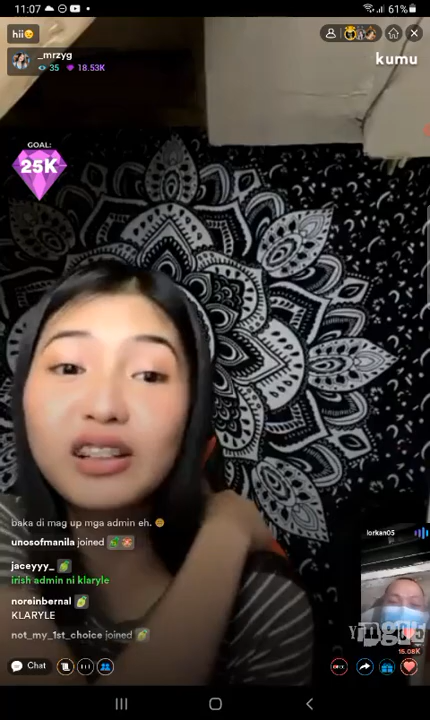 11:07
61%
hii
_mrzyg
35 18.53K
kumu
GOAL:
25K
baka di mag up mga admin eh.
unosofmanila joined
jaceyyy_
irish admin ni klaryle
noreinbernal
KLARYLE
not_my_1st_choice joined
lorkan05
15.08K
Chat